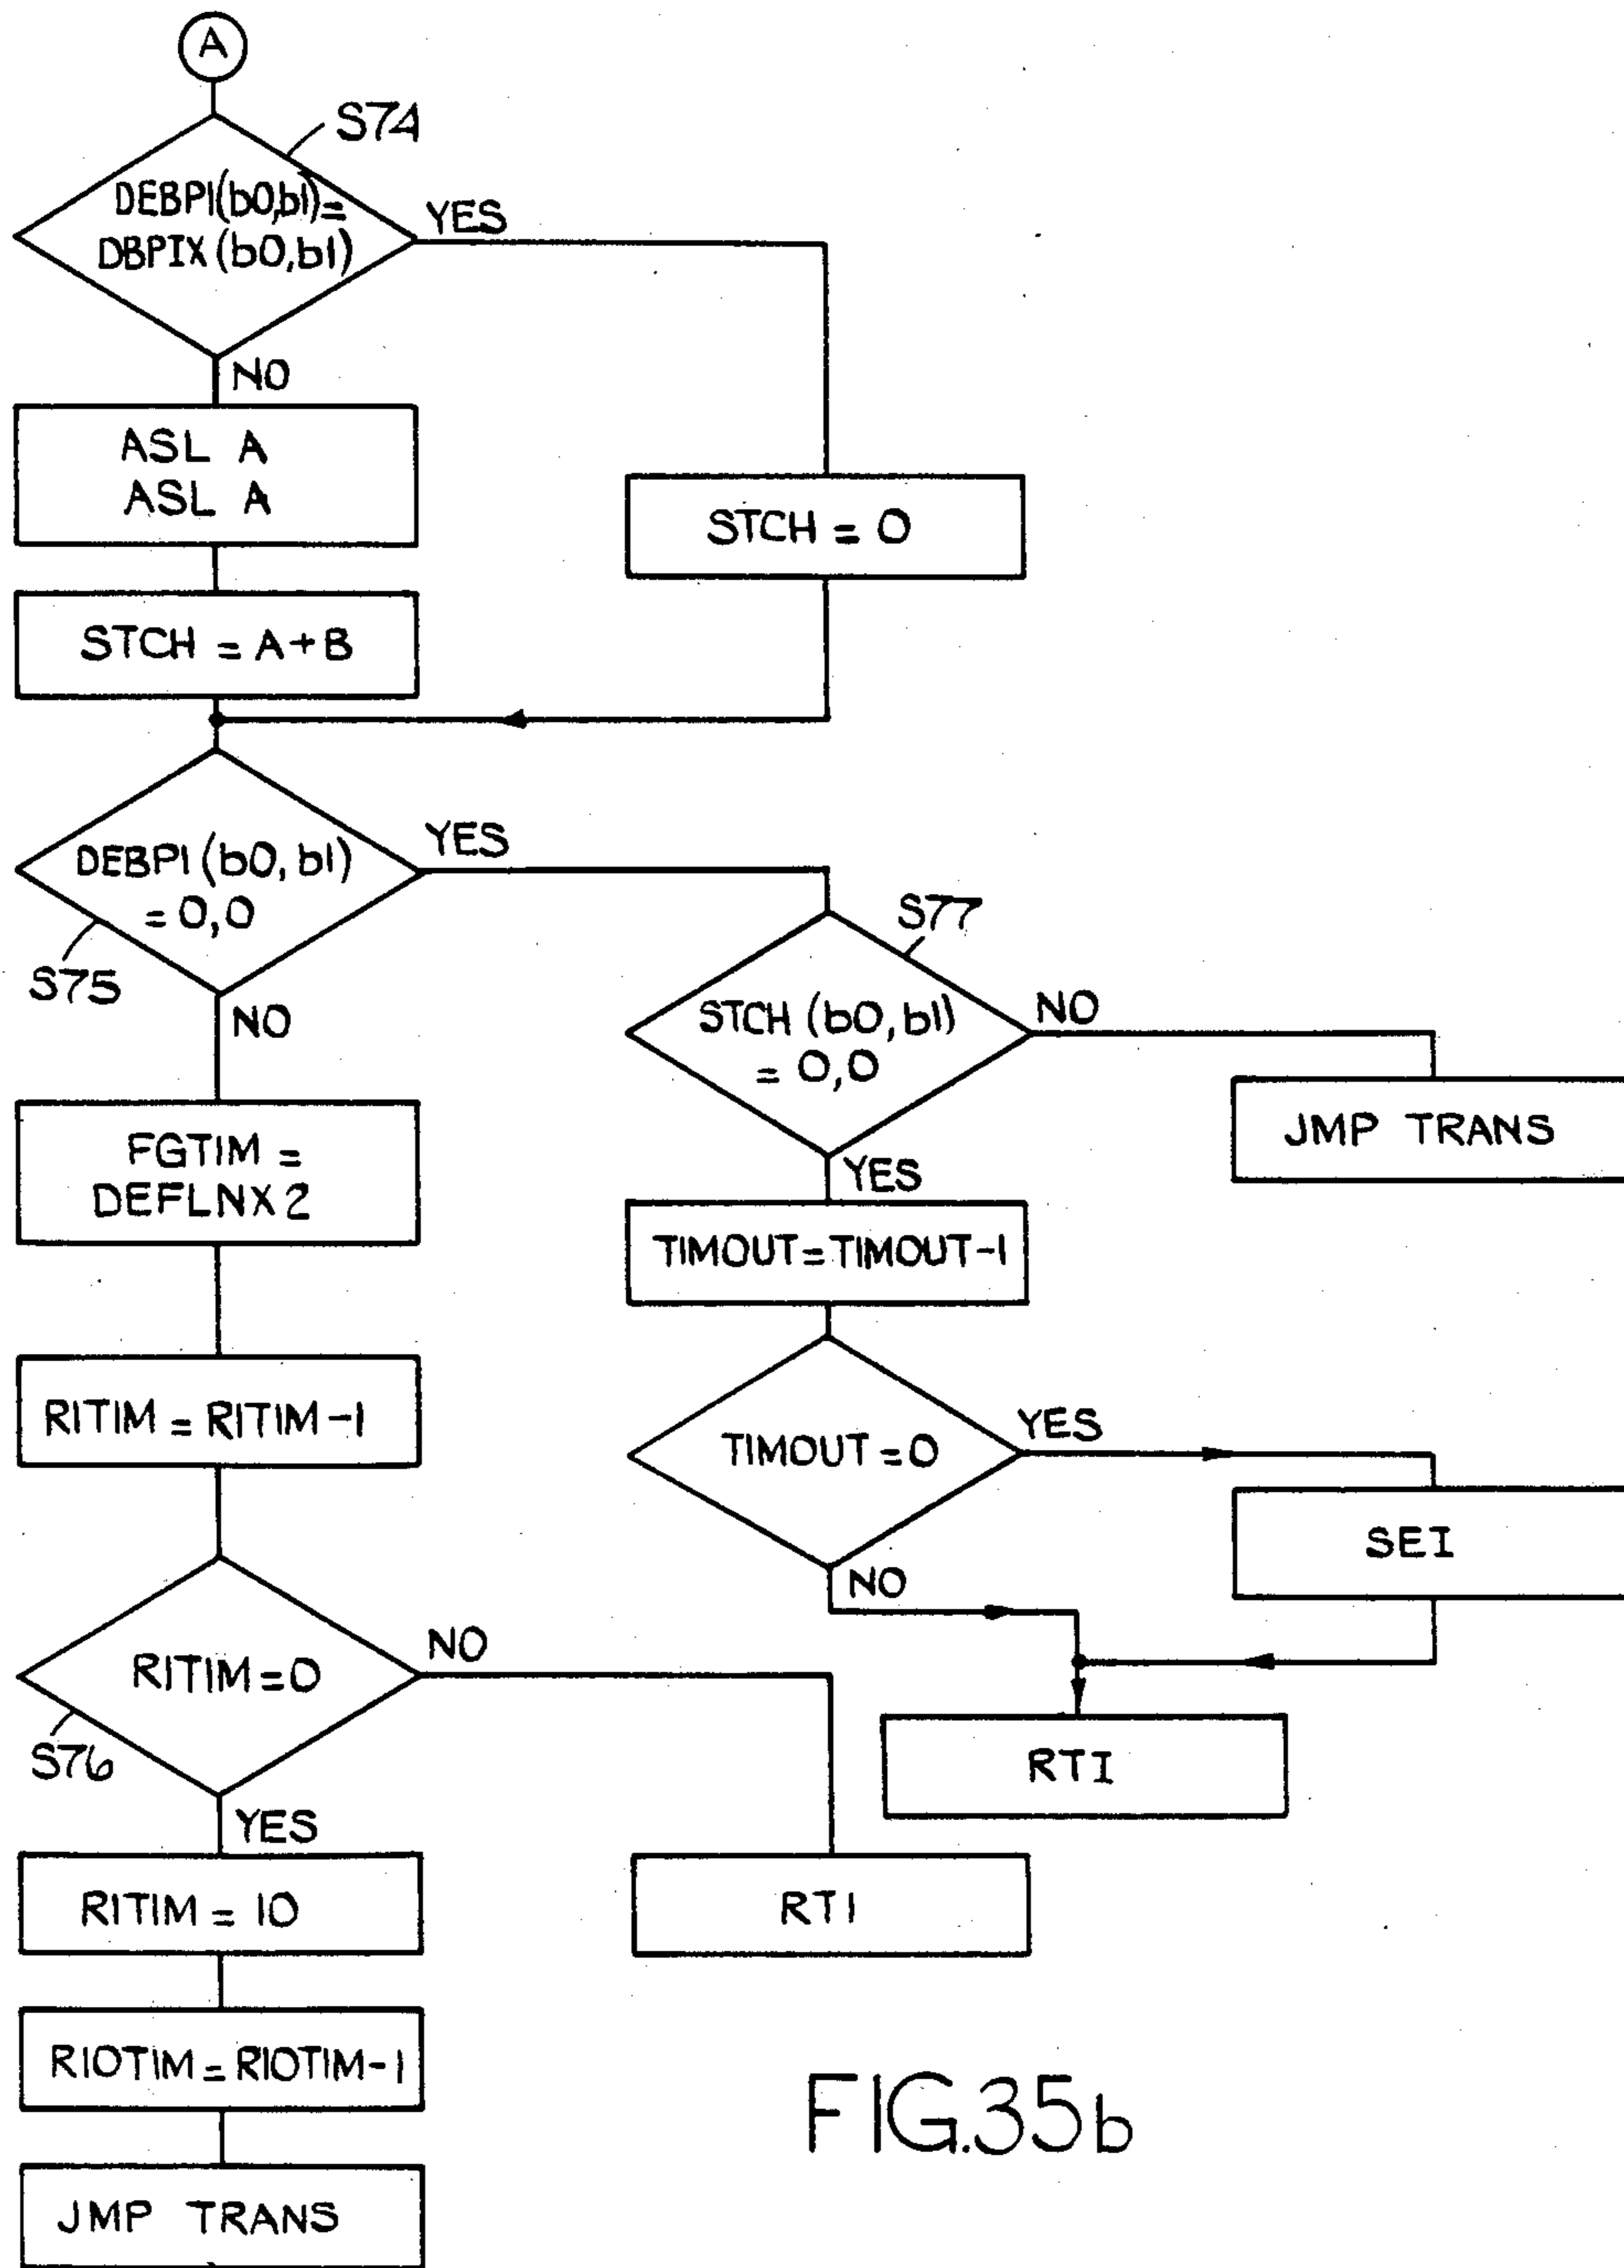 A
S74
DEBPI(b0,b1)=
DBPIX(b0,b1)
YES
NO
ASL A
ASL A
STCH = 0
STCH = A+B
DEBPI(b0,b1)
= 0,0
YES
S75
NO
S77
STCH(b0,b1)
= 0,0
NO
JMP TRANS
YES
FGTIM =
DEFLNX2
TIMOUT=TIMOUT-1
RITIM = RITIM-1
TIMOUT=0
YES
SEI
NO
RITIM=0
NO
S76
RTI
YES
RITIM = 10
RTI
RIOTIM=RIOTIM-1
JMP TRANS
FIG.35b